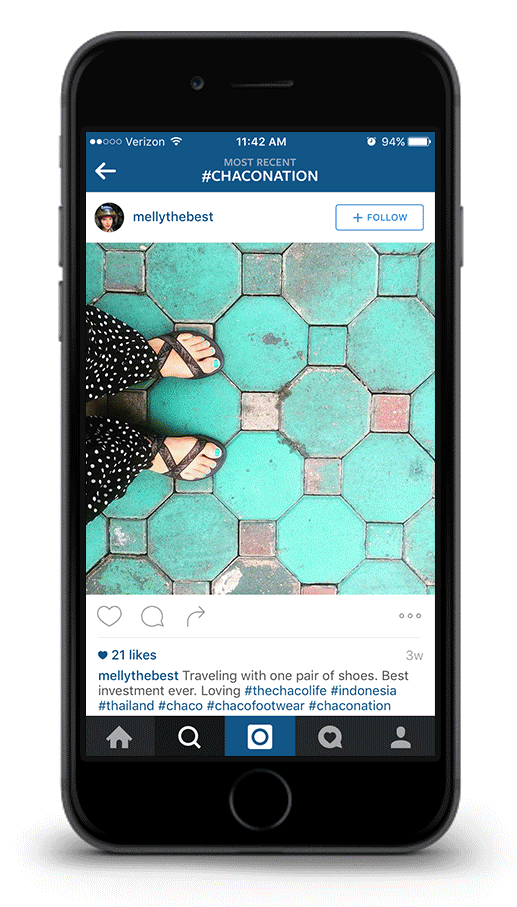 Verizon 11:42 AM 94%
MOST RECENT
#CHACONATION
mellythebest + FOLLOW
21 likes 3w
mellythebest Traveling with one pair of shoes. Best
investment ever. Loving #thechacolife #indonesia
#thailand #chaco #chacofootwear #chaconation